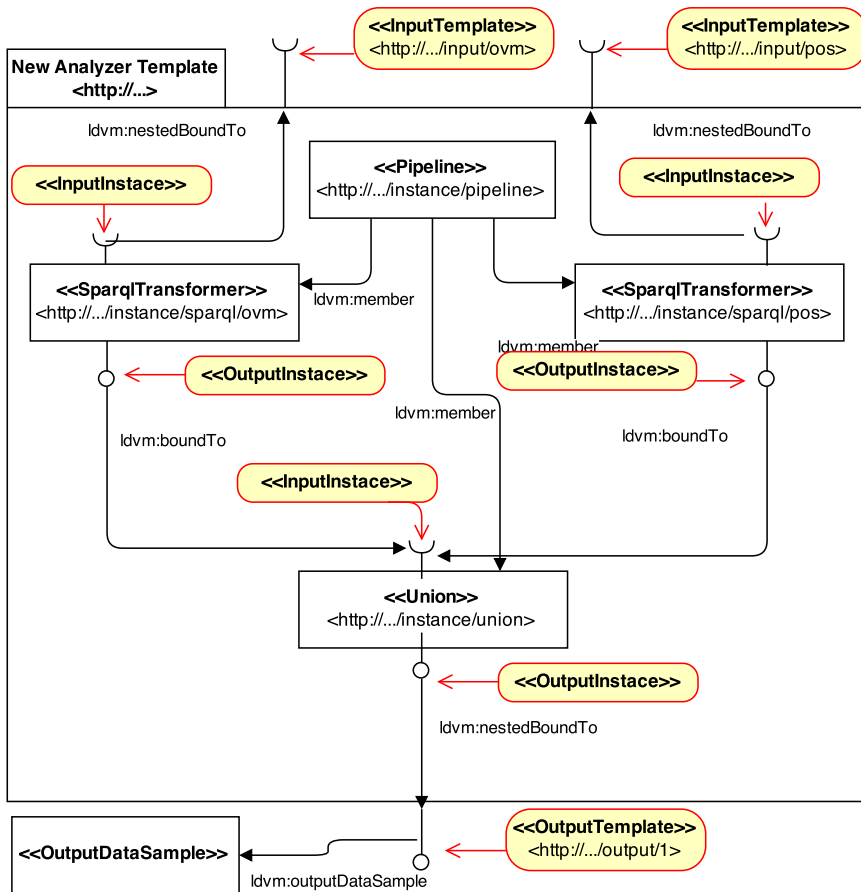 <<InputTemplate>>
<http://.../input/ovm>
<<InputTemplate>>
<http://.../input/pos>
New Analyzer Template
<http://...>
ldvm:nestedBoundTo
ldvm:nestedBoundTo
<<InputInstace>>
<<Pipeline>>
<http://.../instance/pipeline>
<<InputInstace>>
<<SparqlTransformer>>
<http://.../instance/sparql/ovm>
ldvm:member
<<SparqlTransformer>>
<http://.../instance/sparql/pos>
ldvm:member
<<OutputInstace>>
<<OutputInstace>>
ldvm:member
ldvm:boundTo
ldvm:boundTo
<<InputInstace>>
<<Union>>
<http://.../instance/union>
<<OutputInstace>>
ldvm:nestedBoundTo
<<OutputDataSample>>
<<OutputTemplate>>
<http://.../output/1>
ldvm:outputDataSample